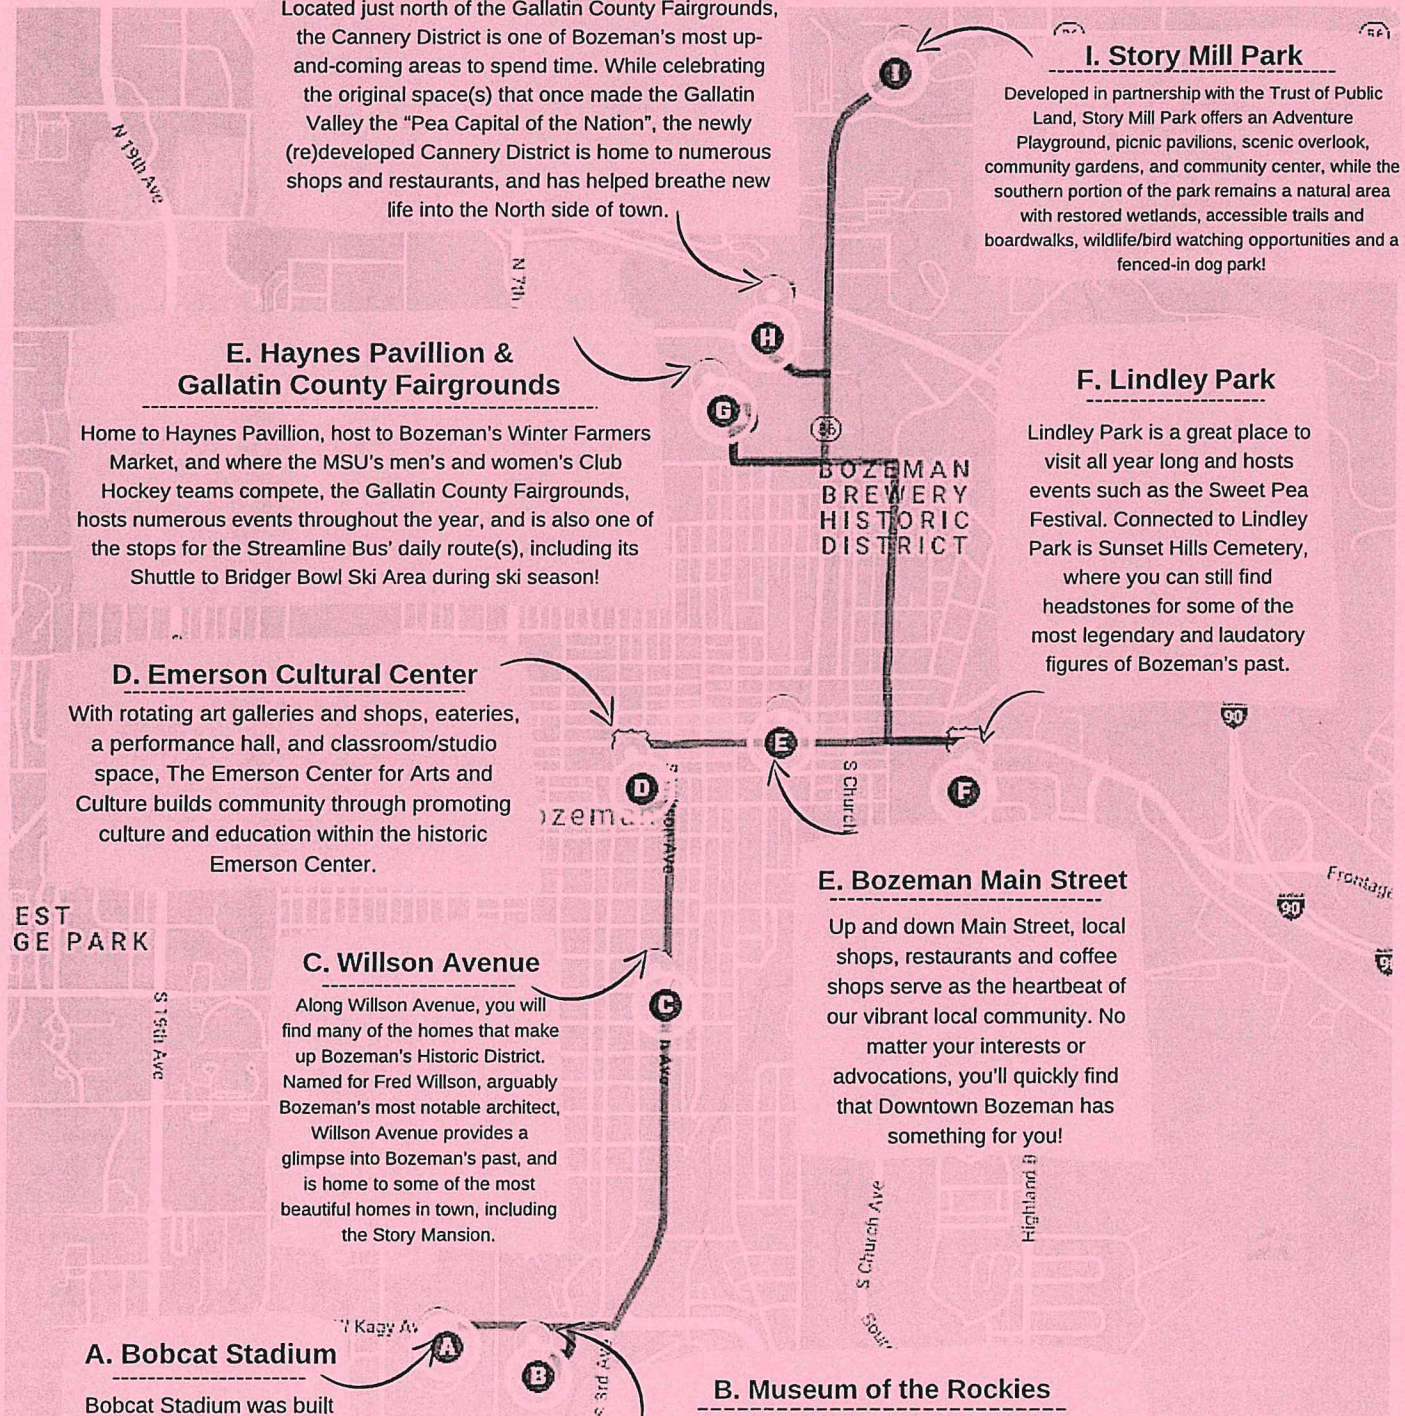 Located just north of the Gallatin County Fairgrounds,
the Cannery District is one of Bozeman's most up-
and-coming areas to spend time. While celebrating
the original space(s) that once made the Gallatin
Valley the "Pea Capital of the Nation", the newly
(re)developed Cannery District is home to numerous
shops and restaurants, and has helped breathe new
life into the North side of town.
I
I. Story Mill Park
Developed in partnership with the Trust of Public
Land, Story Mill Park offers an Adventure
Playground, picnic pavilions, scenic overlook,
community gardens, and community center, while the
southern portion of the park remains a natural area
with restored wetlands, accessible trails and
boardwalks, wildlife/bird watching opportunities and a
fenced-in dog park!
N 19th Ave
N 7th
H
G
E. Haynes Pavillion &
Gallatin County Fairgrounds
Home to Haynes Pavillion, host to Bozeman's Winter Farmers
Market, and where the MSU's men's and women's Club
Hockey teams compete, the Gallatin County Fairgrounds,
hosts numerous events throughout the year, and is also one of
the stops for the Streamline Bus' daily route(s), including its
Shuttle to Bridger Bowl Ski Area during ski season!
BOZEMAN
BREWERY
HISTORIC
DISTRICT
F. Lindley Park
Lindley Park is a great place to
visit all year long and hosts
events such as the Sweet Pea
Festival. Connected to Lindley
Park is Sunset Hills Cemetery,
where you can still find
headstones for some of the
most legendary and laudatory
figures of Bozeman's past.
D. Emerson Cultural Center
With rotating art galleries and shops, eateries,
a performance hall, and classroom/studio
space, The Emerson Center for Arts and
Culture builds community through promoting
culture and education within the historic
Emerson Center.
D
E
F
S Church
90
90
Frontage
E. Bozeman Main Street
Up and down Main Street, local
shops, restaurants and coffee
shops serve as the heartbeat of
our vibrant local community. No
matter your interests or
advocations, you'll quickly find
that Downtown Bozeman has
something for you!
EST
GE PARK
S 19th Ave
C. Willson Avenue
Along Willson Avenue, you will
find many of the homes that make
up Bozeman's Historic District.
Named for Fred Willson, arguably
Bozeman's most notable architect,
Willson Avenue provides a
glimpse into Bozeman's past, and
is home to some of the most
beautiful homes in town, including
the Story Mansion.
C
S Church Ave
Highland B
A. Bobcat Stadium
Bobcat Stadium was built
A
B
3rd Ave
B. Museum of the Rockies